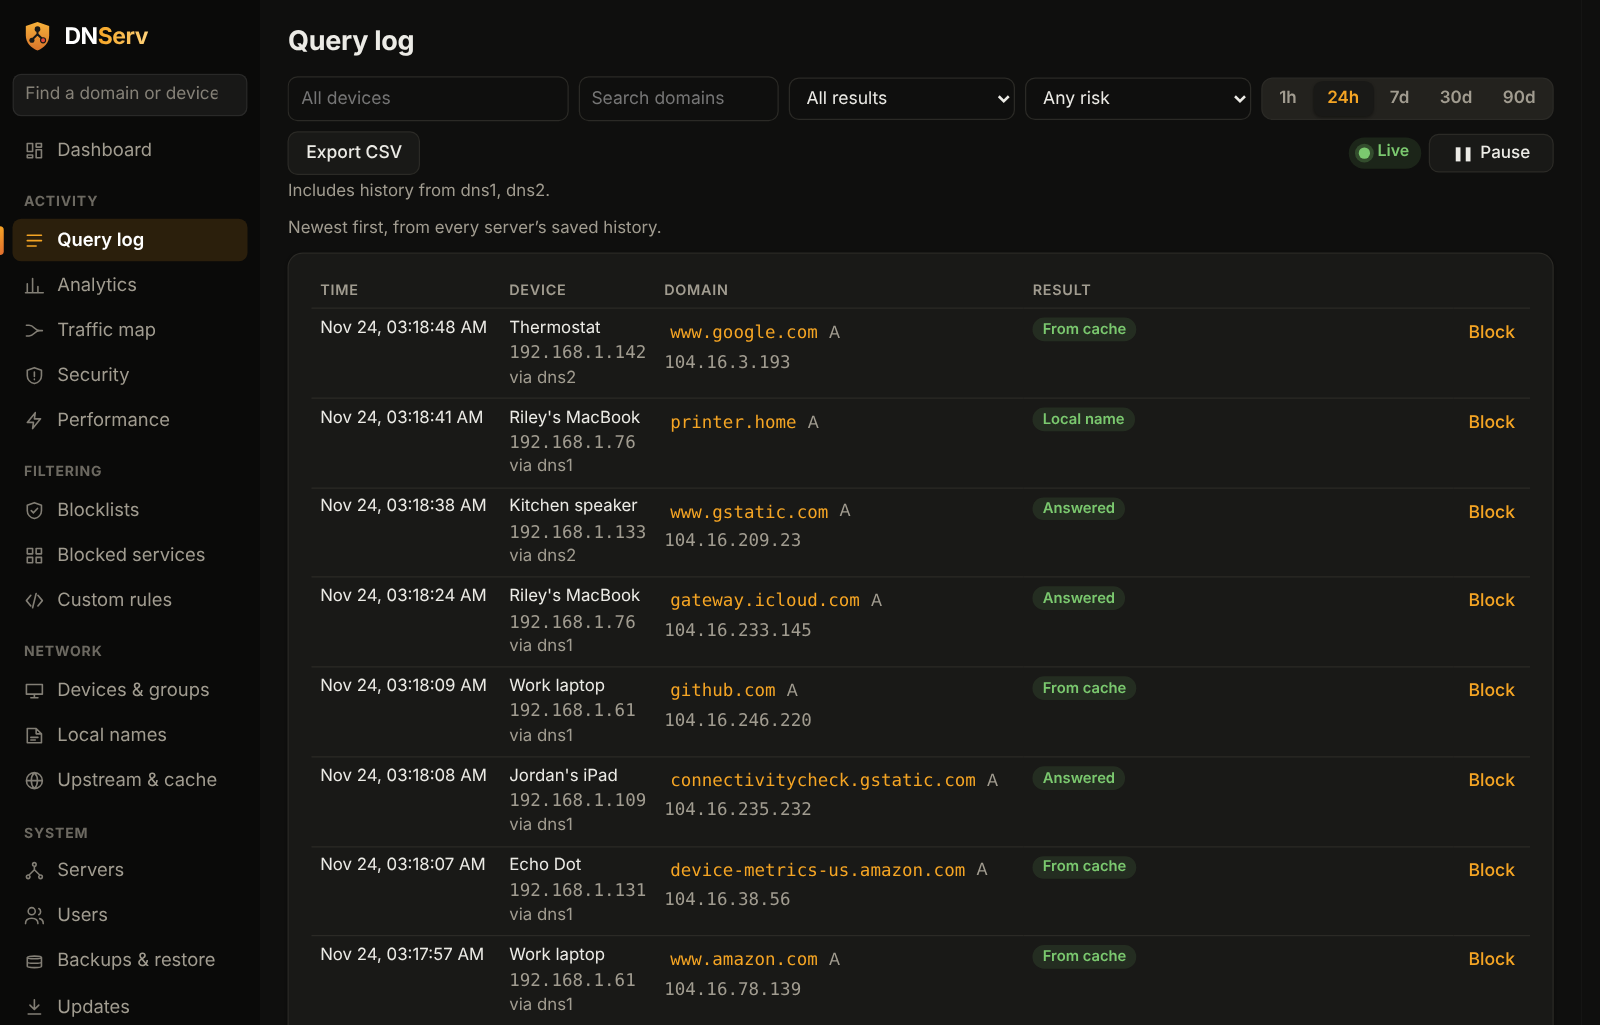 DNServ
Find a domain or device
Dashboard
ACTIVITY
Query log
Analytics
Traffic map
Security
Performance
FILTERING
Blocklists
Blocked services
Custom rules
NETWORK
Devices & groups
Local names
Upstream & cache
SYSTEM
Servers
Users
Backups & restore
Updates
Query log
All devices Search domains All results Any risk 1h 24h 7d 30d 90d
Export CSV Live Pause
Includes history from dns1, dns2.
Newest first, from every server’s saved history.
TIME DEVICE DOMAIN RESULT
Nov 24, 03:18:48 AM Thermostat www.google.com A From cache Block
192.168.1.142 104.16.3.193
via dns2
Nov 24, 03:18:41 AM Riley's MacBook printer.home A Local name Block
192.168.1.76
via dns1
Nov 24, 03:18:38 AM Kitchen speaker www.gstatic.com A Answered Block
192.168.1.133 104.16.209.23
via dns2
Nov 24, 03:18:24 AM Riley's MacBook gateway.icloud.com A Answered Block
192.168.1.76 104.16.233.145
via dns1
Nov 24, 03:18:09 AM Work laptop github.com A From cache Block
192.168.1.61 104.16.246.220
via dns1
Nov 24, 03:18:08 AM Jordan's iPad connectivitycheck.gstatic.com A Answered Block
192.168.1.109 104.16.235.232
via dns1
Nov 24, 03:18:07 AM Echo Dot device-metrics-us.amazon.com A From cache Block
192.168.1.131 104.16.38.56
via dns1
Nov 24, 03:17:57 AM Work laptop www.amazon.com A From cache Block
192.168.1.61 104.16.78.139
via dns1